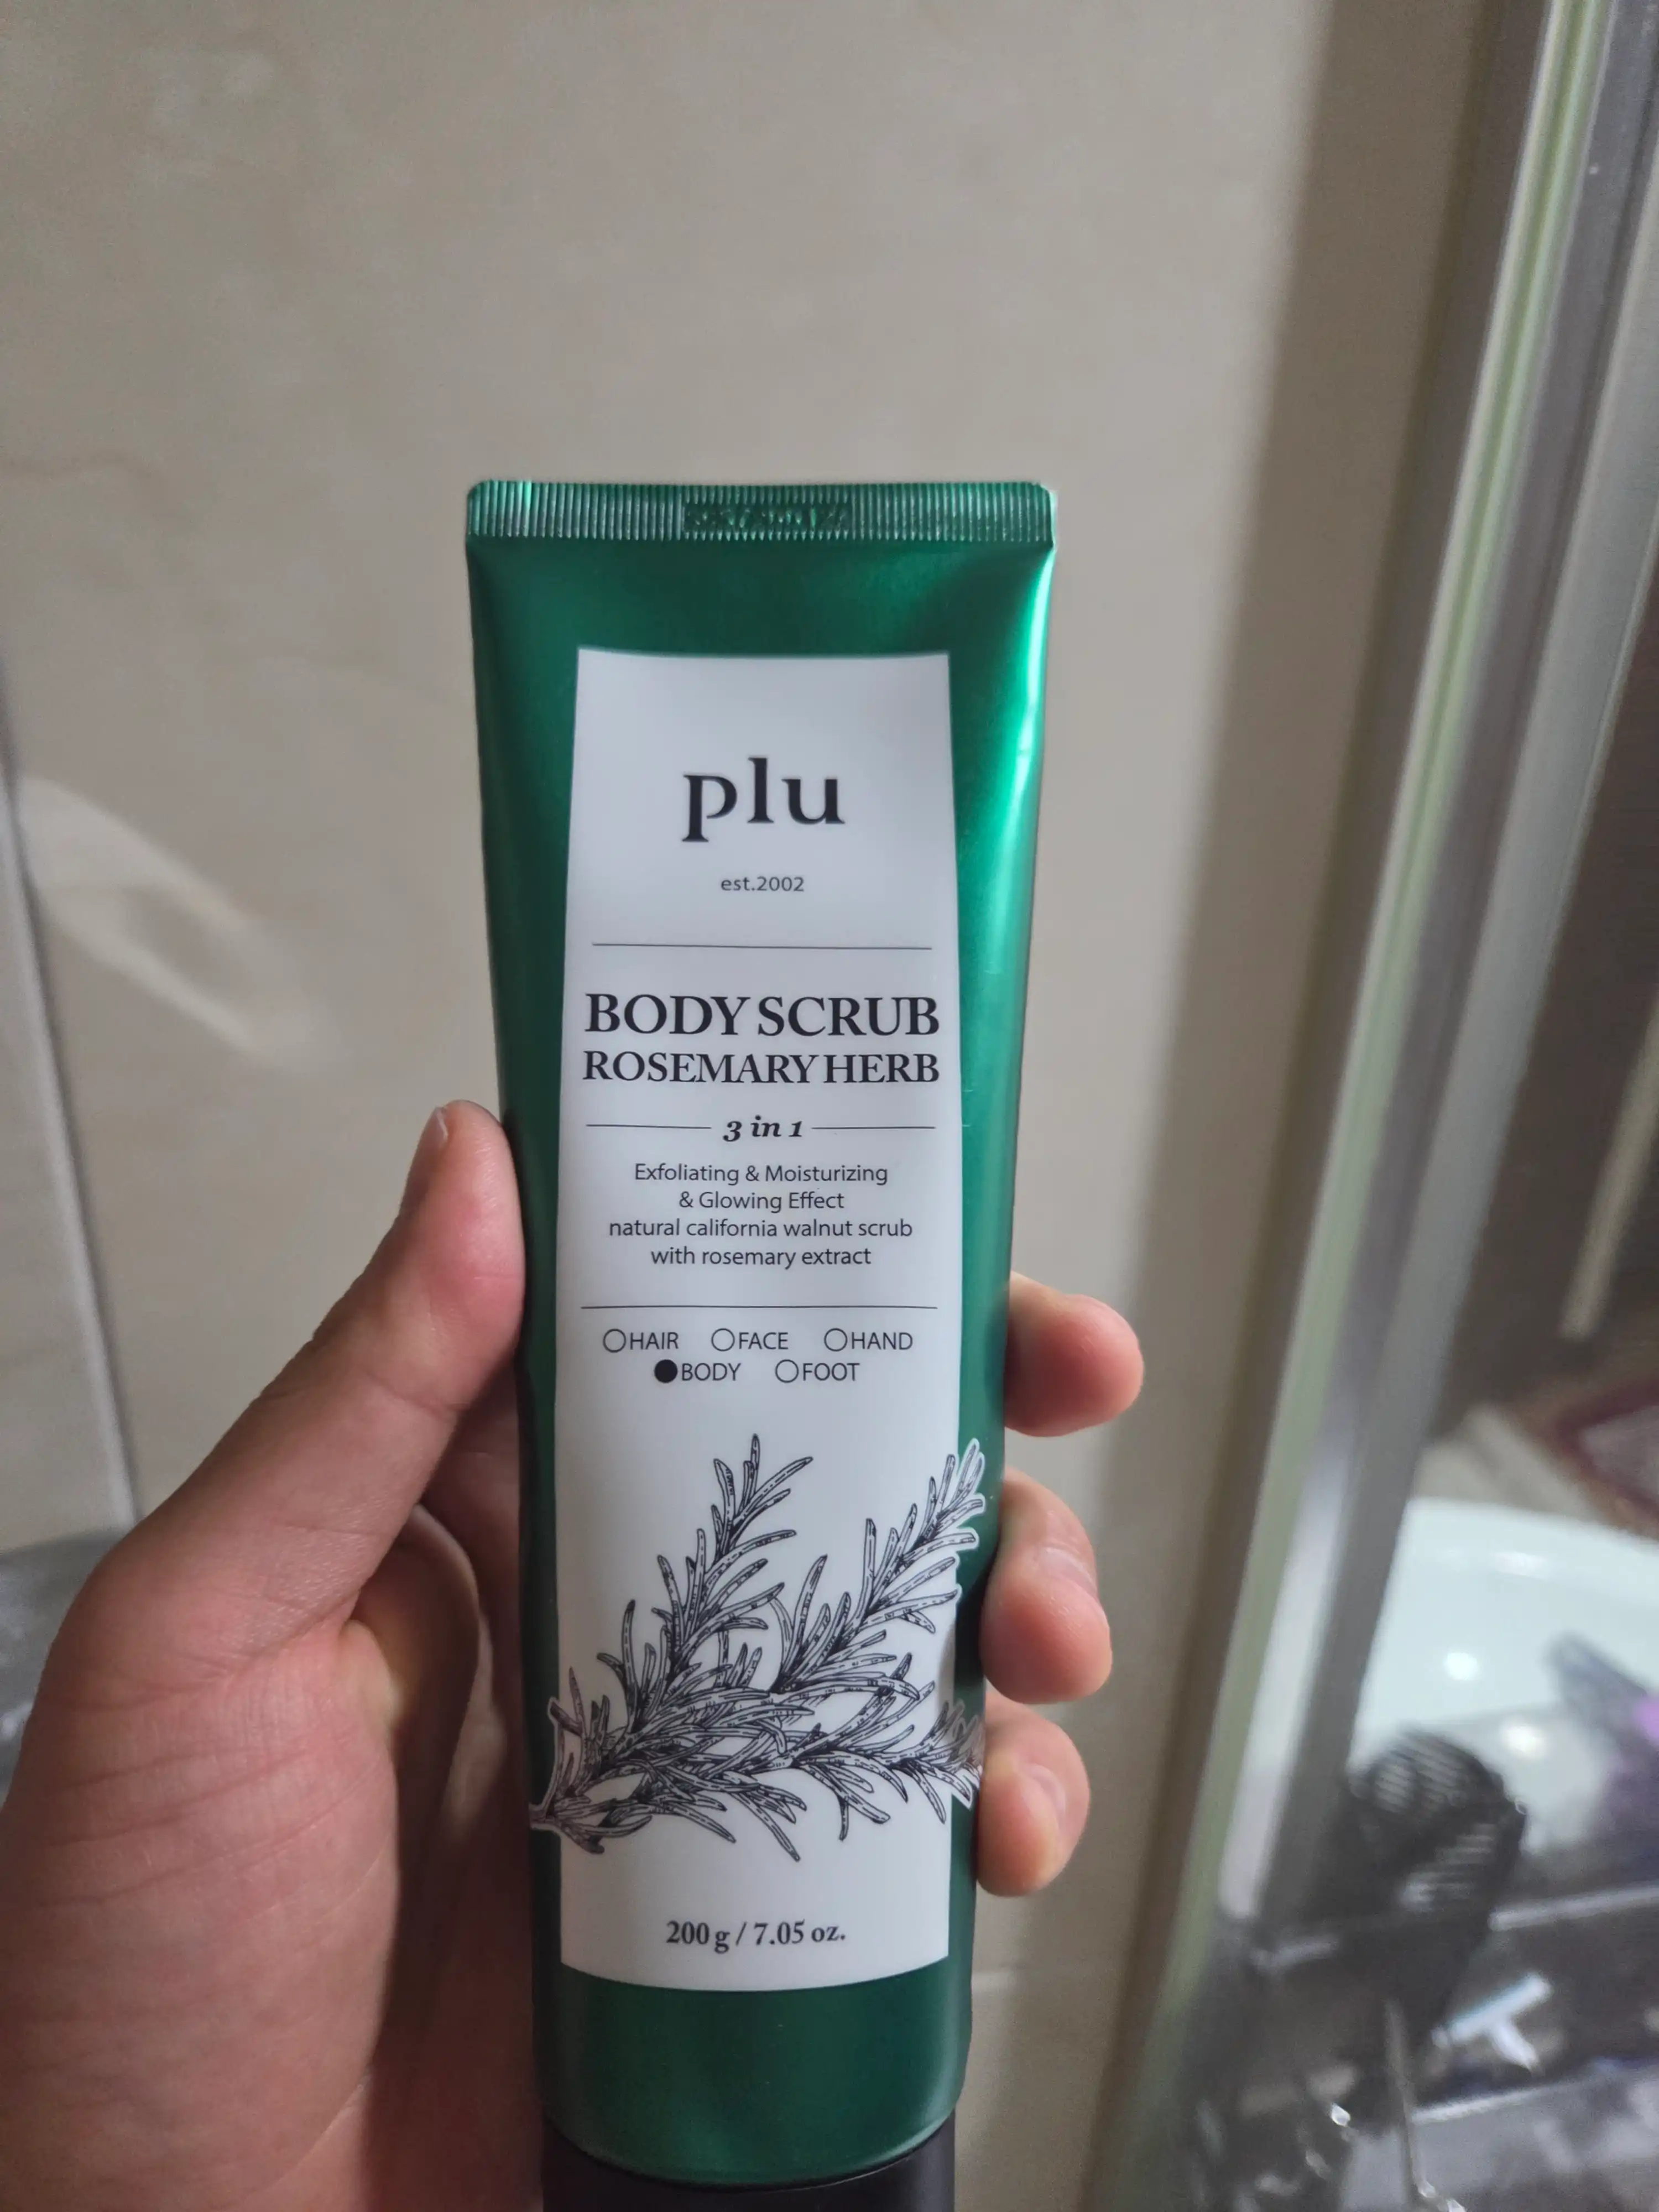 plu
est.2002
BODY SCRUB
ROSEMARY HERB
3 in 1
Exfoliating & Moisturizing
& Glowing Effect
natural california walnut scrub
with rosemary extract
HAIR FACE HAND
BODY FOOT
200 g / 7.05 oz.